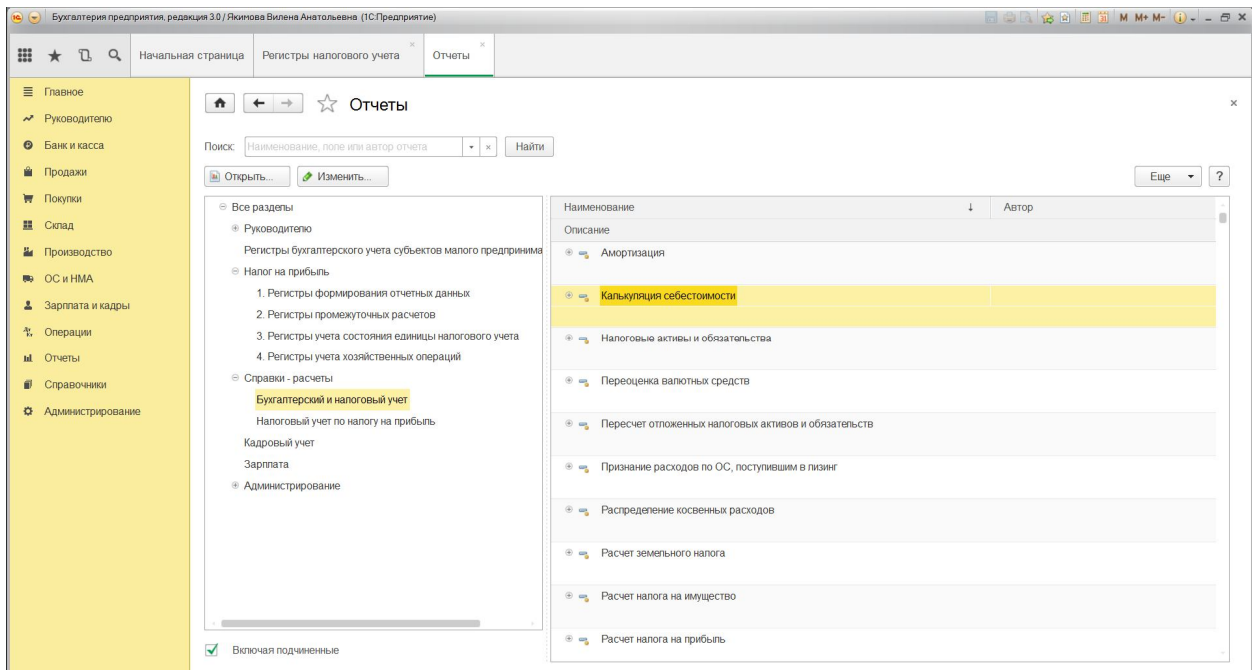 Бухгалтерия предприятия, редакция 3.0 / Якимова Вилена Анатольевна (1С:Предприятие)
M M+ M-
Начальная страница
Регистры налогового учета
Отчеты
Главное
Руководителю
Банк и касса
Продажи
Покупки
Склад
Производство
ОС и НМА
Зарплата и кадры
Операции
Отчеты
Справочники
Администрирование
Отчеты
Поиск: Наименование, поле или автор отчета Найти
Открыть... Изменить... Еще ?
Все разделы
Руководителю
Регистры бухгалтерского учета субъектов малого предпринима
Налог на прибыль
1. Регистры формирования отчетных данных
2. Регистры промежуточных расчетов
3. Регистры учета состояния единицы налогового учета
4. Регистры учета хозяйственных операций
Справки - расчеты
Бухгалтерский и налоговый учет
Налоговый учет по налогу на прибыль
Кадровый учет
Зарплата
Администрирование
Включая подчиненные
Наименование ↓ Автор
Описание
Амортизация
Калькуляция себестоимости
Налоговые активы и обязательства
Переоценка валютных средств
Пересчет отложенных налоговых активов и обязательств
Признание расходов по ОС, поступившим в лизинг
Распределение косвенных расходов
Расчет земельного налога
Расчет налога на имущество
Расчет налога на прибыль